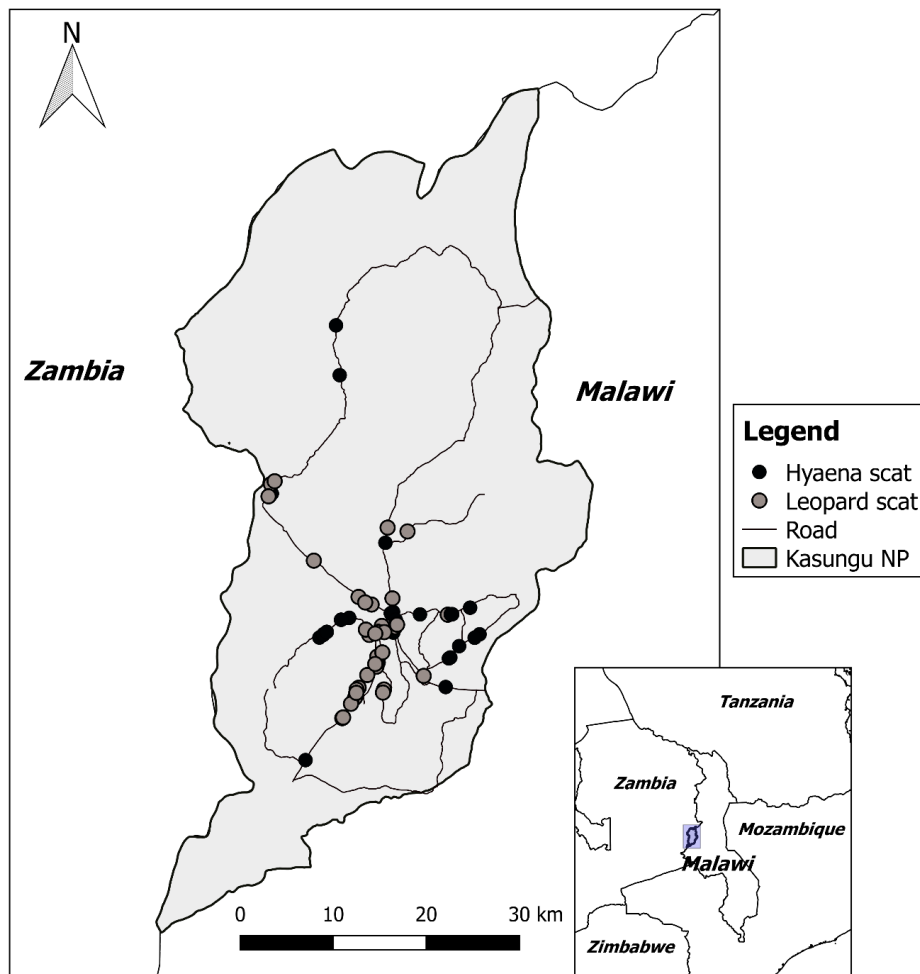 N
Zambia
Malawi
Legend
Hyaena scat
Leopard scat
Road
Kasungu NP
0 10 20 30 km
Tanzania
Zambia
Mozambique
Malawi
Zimbabwe